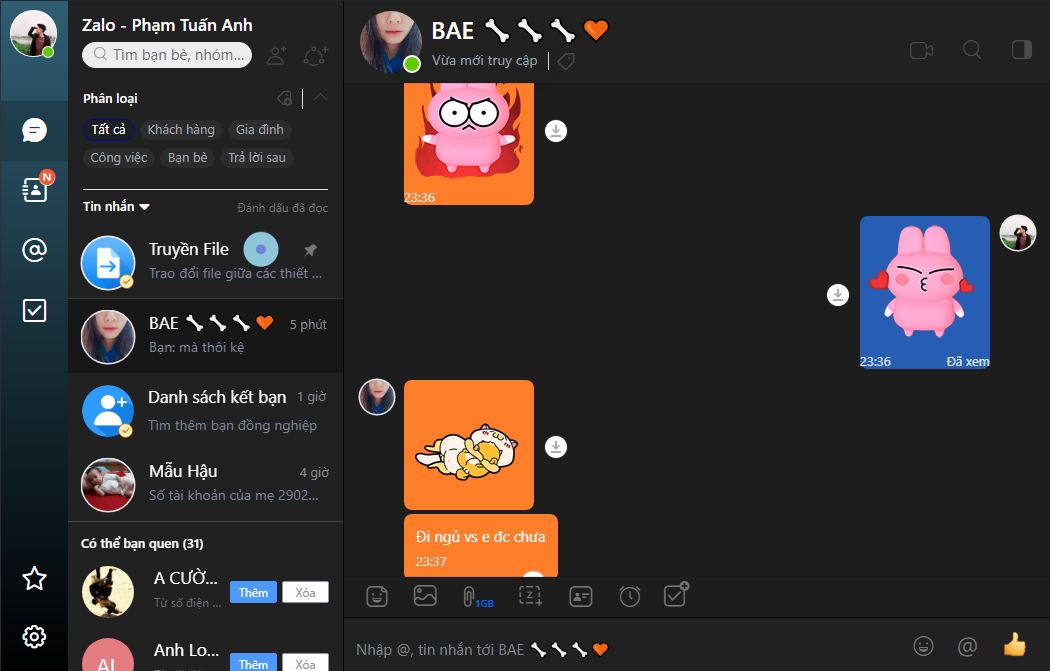 Zalo - Phạm Tuấn Anh
Tìm bạn bè, nhóm...
Phân loại
Tất cả Khách hàng Gia đình
Công việc Bạn bè Trả lời sau
Tin nhắn Đánh dấu đã đọc
Truyền File
Trao đổi file giữa các thiết ...
BAE 🦴🦴🦴🧡 5 phút
Bạn: mà thôi kệ
Danh sách kết bạn 1 giờ
Tìm thêm bạn đồng nghiệp
Mẫu Hậu 4 giờ
Số tài khoản của mẹ 2902...
Có thể bạn quen (31)
A CƯỜ...
Từ số điện ...
Thêm Xóa
Anh Lo...
AL
Thêm Xóa
N
BAE 🦴🦴🦴🧡
Vừa mới truy cập
23:36
23:36 Đã xem
Đi ngủ vs e đc chưa
23:37
1GB
Nhập @, tin nhắn tới BAE 🦴🦴🦴🧡